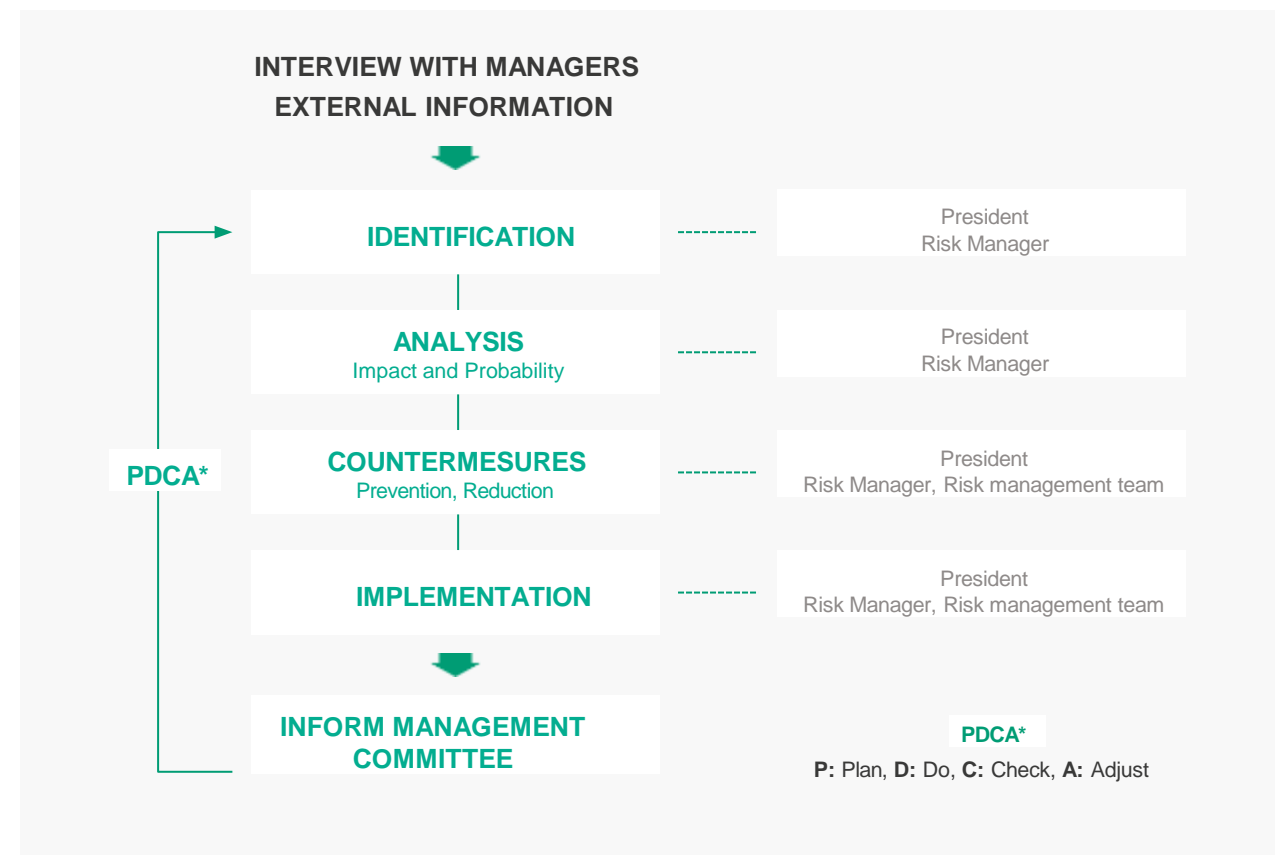 INTERVIEW WITH MANAGERS
EXTERNAL INFORMATION
IDENTIFICATION
President
Risk Manager
ANALYSIS
Impact and Probability
President
Risk Manager
PDCA*
COUNTERMESURES
Prevention, Reduction
President
Risk Manager, Risk management team
IMPLEMENTATION
President
Risk Manager, Risk management team
INFORM MANAGEMENT
COMMITTEE
PDCA*
P: Plan, D: Do, C: Check, A: Adjust